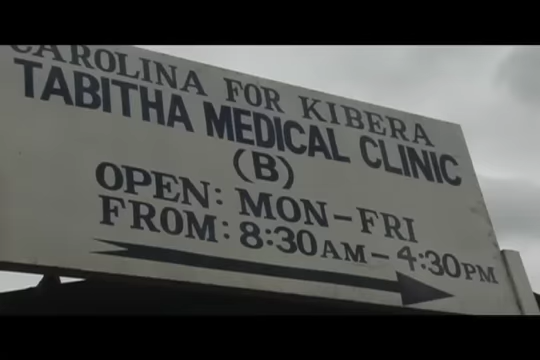 CAROLINA FOR KIBERA
TABITHA MEDICAL CLINIC
(B)
OPEN: MON-FRI
FROM: 8:30AM-4:30PM